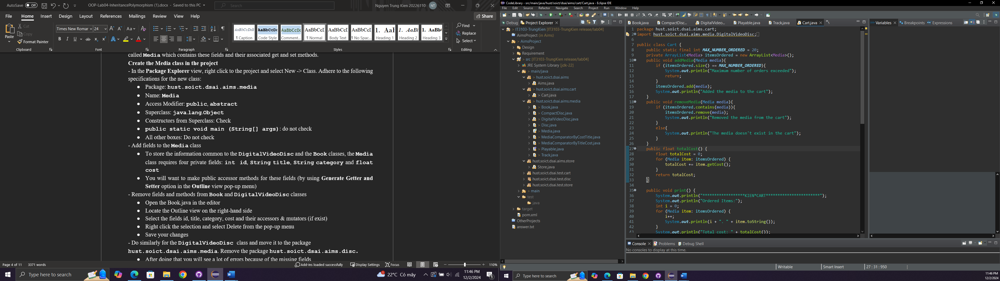 AutoSave Off
OOP-Lab04-InheritancePolymorphism (1).docx - Saved to this PC
Search
Nguyen Trung Kien 20226110 NT
File Home Insert Design Layout References Mailings Review View Help
Share
Paste
Cut
Copy
Format Painter
Clipboard
Times New Romar 24
Font
Paragraph
AaBbCcDdI AaBbCcDc AaBbCcDc AaBbCcI AaBbCcI AaBbCcI 1. AaI 1. AaBl 1. AaBb(
¶ Caption Code Style Comment... ¶ Normal Body Text ¶ No Spac... Heading 1 Heading 2 Heading 3
Styles
Find
Replace
Select
Editing
called Media which contains these fields and their associated get and set methods.
Create the Media class in the project
- In the Package Explorer view, right click to the project and select New -> Class. Adhere to the following
specifications for the new class:
● Package: hust.soict.dsai.aims.media
● Name: Media
● Access Modifier: public, abstract
● Superclass: java.lang.Object
● Constructors from Superclass: Check
● public static void main (String[] args): do not check
● All other boxes: Do not check
- Add fields to the Media class
● To store the information common to the DigitalVideoDisc and the Book classes, the Media
class requires four private fields: int id, String title, String category and float
cost
● You will want to make public accessor methods for these fields (by using Generate Getter and
Setter option in the Outline view pop-up menu)
- Remove fields and methods from Book and DigitalVideoDisc classes
● Open the Book.java in the editor
● Locate the Outline view on the right-hand side
● Select the fields id, title, category, cost and their accessors & mutators (if exist)
● Right click the selection and select Delete from the pop-up menu
● Save your changes
- Do similarly for the DigitalVideoDisc class and move it to the package
hust.soict.dsai.aims.media. Remove the package hust.soict.dsai.aims.disc.
● After doing that you will see a lot of errors because of the missing fields
Page 4 of 11 3371 words
Add-ins loaded successfully Display Settings Focus 110%
Type here to search
22°C Có mây
11:46 PM
12/2/2024
1
CodeLibrary - src/main/java/hust/soict/dsai/aims/cart/Cart.java - Eclipse IDE
File Edit Source Refactor Navigate Search Project Run Window Help
Debug Project Explorer
> IT3103-TrungKien [IT3103-TrungKien release/lab04]
AimsProject (in Aims)
> AimsProject
> Design
> Requirement
> src [IT3103-TrungKien release/lab04]
JRE System Library [jdk-22]
> main/java
> hust.soict.dsai.aims
Aims.java
> hust.soict.dsai.aims.cart
> Cart.java
> hust.soict.dsai.aims.media
> Book.java
> CompactDisc.java
> DigitalVideoDisc.java
> Disc.java
> Media.java
> MediaComparatorByCostTitle.java
> MediaComparatorByTitleCost.java
> Playable.java
> Track.java
hust.soict.dsai.aims.store
Store.java
hust.soict.dsai.test.cart
hust.soict.dsai.test.disc
hust.soict.dsai.test.store
> main
test
java
target
pom.xml
OtherProjects
answer.txt
Book.java CompactDisc... DigitalVideo... Playable.java Track.java Cart.java
1 package hust.soict.dsai.aims.cart;
2 import hust.soict.dsai.aims.media.DigitalVideoDisc;
6
7 public class Cart {
8 public static final int MAX_NUMBER_ORDERED = 20;
9 private ArrayList<Media> itemsOrdered = new ArrayList<Media>();
10 public void addMedia(Media media){
11 if (itemsOrdered.size() == MAX_NUMBER_ORDERED){
12 System.out.println("Maximum number of orders exceeded");
13 return;
14 }
15 itemsOrdered.add(media);
16 System.out.println("Added the media to the cart");
17 }
18 public void removeMedia(Media media){
19 if (itemsOrdered.contains(media)){
20 itemsOrdered.remove(media);
21 System.out.println("Removed the media from the cart");
22 }
23 else{
24 System.out.println("The media doesn't exist in the cart");
25 }
26 }
27 public float totalCost() {
28 float totalCost = 0;
29 for (Media item: itemsOrdered) {
30 totalCost += item.getCost();
31 }
32 return totalCost;
33 }
34
35 public void print() {
36 System.out.println("******************KIEN*CART***********************");
37 System.out.println("Ordered Items:");
38 int i = 0;
39 for (Media item: itemsOrdered) {
40 i++;
41 System.out.println(i + ". " + item.toString());
42 }
43 System.out.println("Total cost: " + totalCost());
Variables Breakpoints Expressions
Console Problems Debug Shell
No consoles to display at this time.
Writable Smart Insert 27 : 31 : 950
Type here to search
11:46 PM
12/2/2024